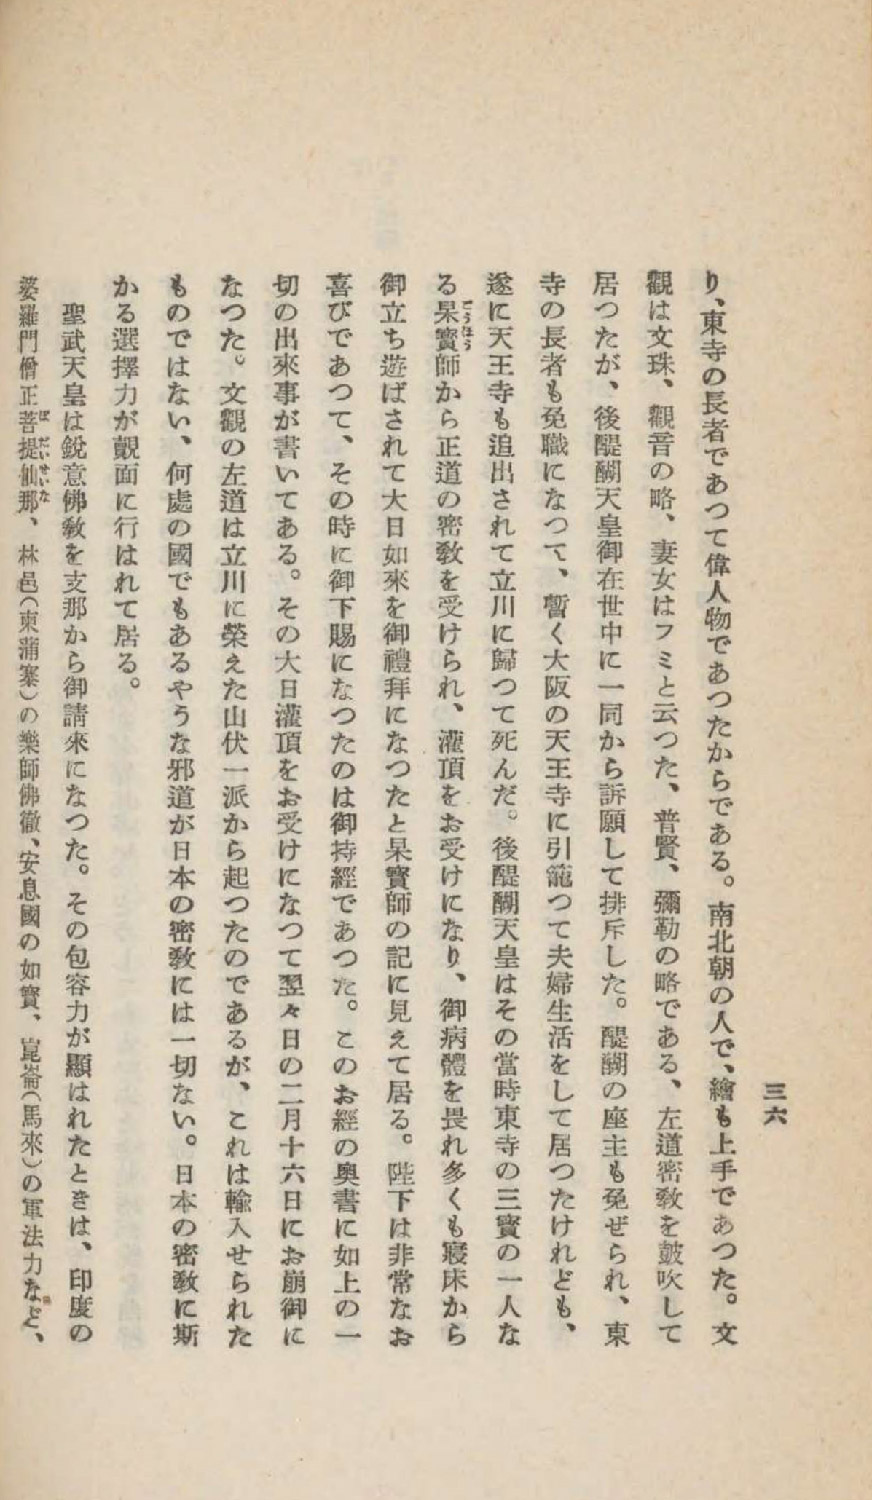 三六
り、東寺の長者であつて偉人物であつたからである。南北朝の人で、繪も上手であつた。文
觀は文珠、觀音の略、妻女はフミと云つた、普賢、彌勒の略である、左道密敎を鼓吹して
居つたが、後醍醐天皇御在世中に一同から訴願して排斥した。醍醐の座主も免ぜられ、東
寺の長者も免職になつて、暫く大阪の天王寺に引籠つて夫婦生活をして居つたけれども、
遂に天王寺も追出されて立川に歸つて死んだ。後醍醐天皇はその當時東寺の三寳の一人な
る杲寳師から正道の密敎を受けられ、灌頂をお受けになり、御病體を畏れ多くも寢床から
御立ち遊ばされて大日如來を御禮拜になつたと杲寳師の記に見えて居る。陛下は非常なお
喜びであつて、その時に御下賜になつたのは御持經であつた。このお經の奧書に如上の一
切の出來事が書いてある。その大日灌頂をお受けになつて翌々日の二月十六日にお崩御に
なつた。文觀の左道は立川に榮えた山伏一派から起つたのであるが、これは輸入せられた
ものではない、何處の國でもあるやうな邪道が日本の密敎には一切ない。日本の密敎に斯
かる選擇力が覿面に行はれて居る。
聖武天皇は銳意佛敎を支那から御請來になつた。その包容力が顯はれたときは、印度の
婆羅門僧正菩提仙那、林邑(東蒲寨)の樂師佛徹、安息國の如寳、崑崙(馬來)の軍法力など、